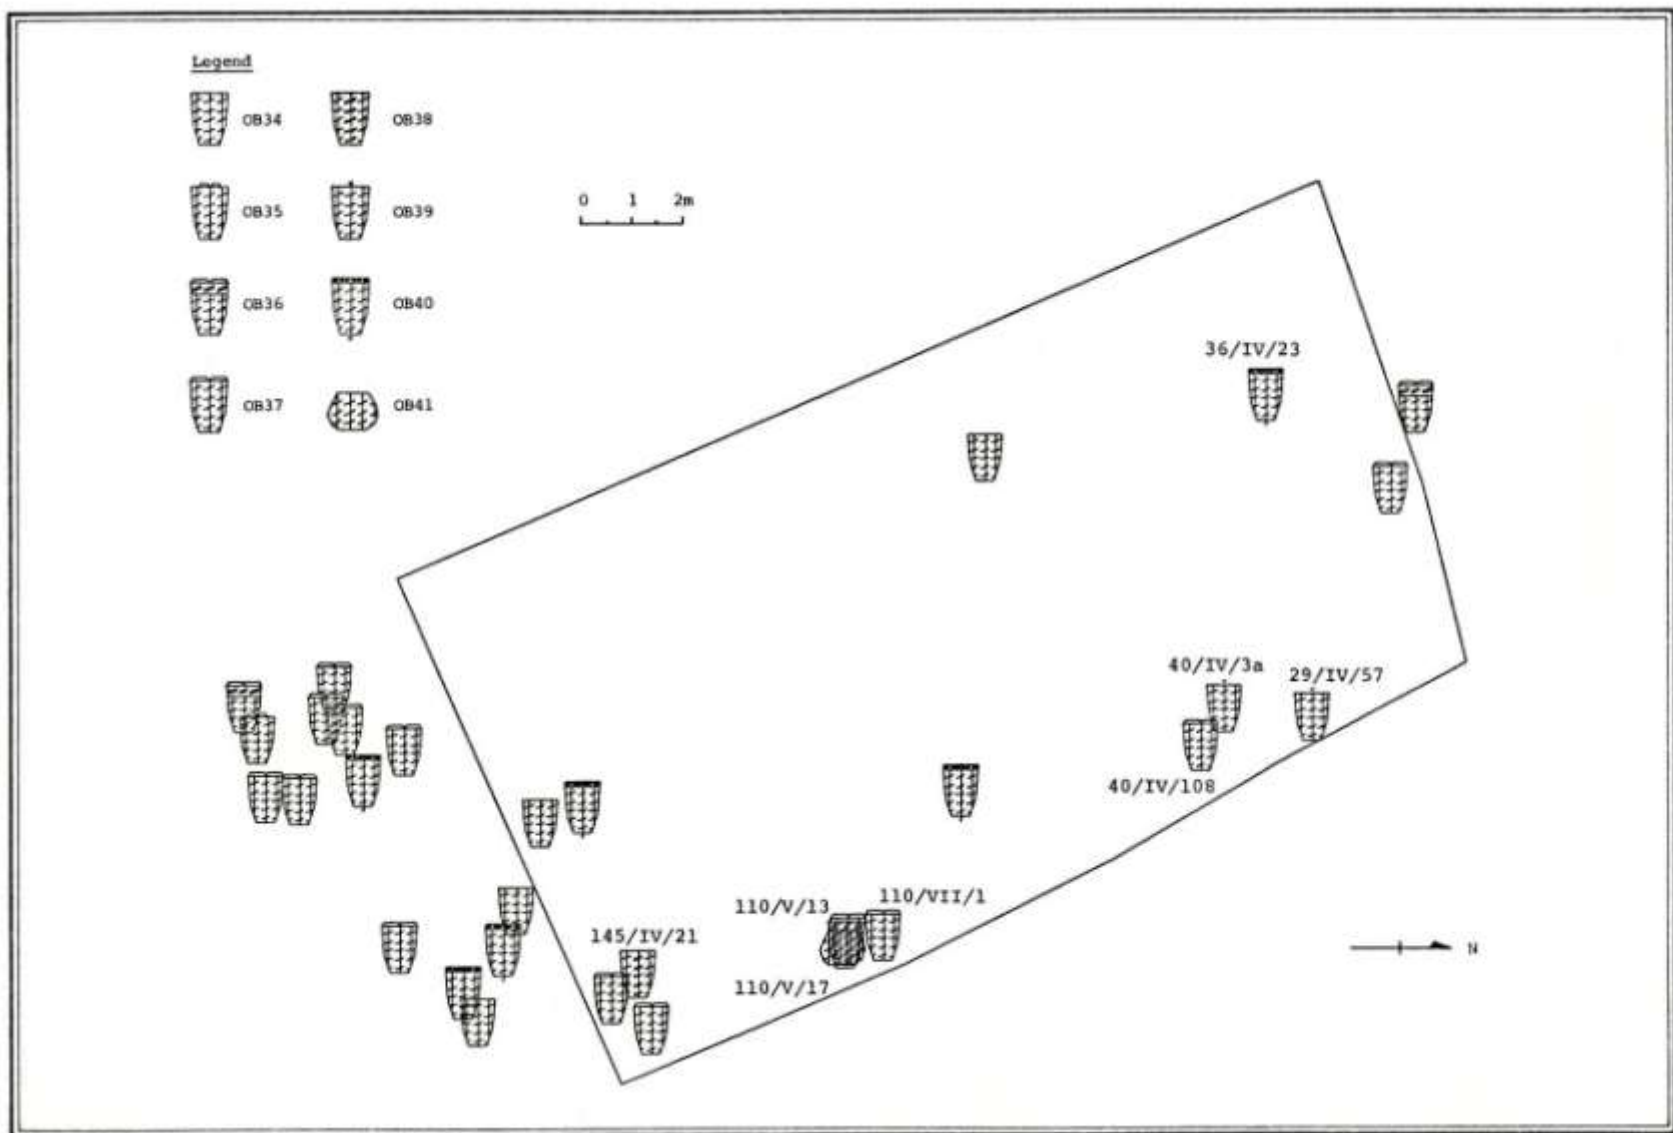 Legend
OB34 OB38
OB35 OB39
OB36 OB40
OB37 OB41
0 1 2m
36/IV/23
40/IV/3a
29/IV/57
40/IV/108
110/V/13
110/VII/1
145/IV/21
110/V/17
N